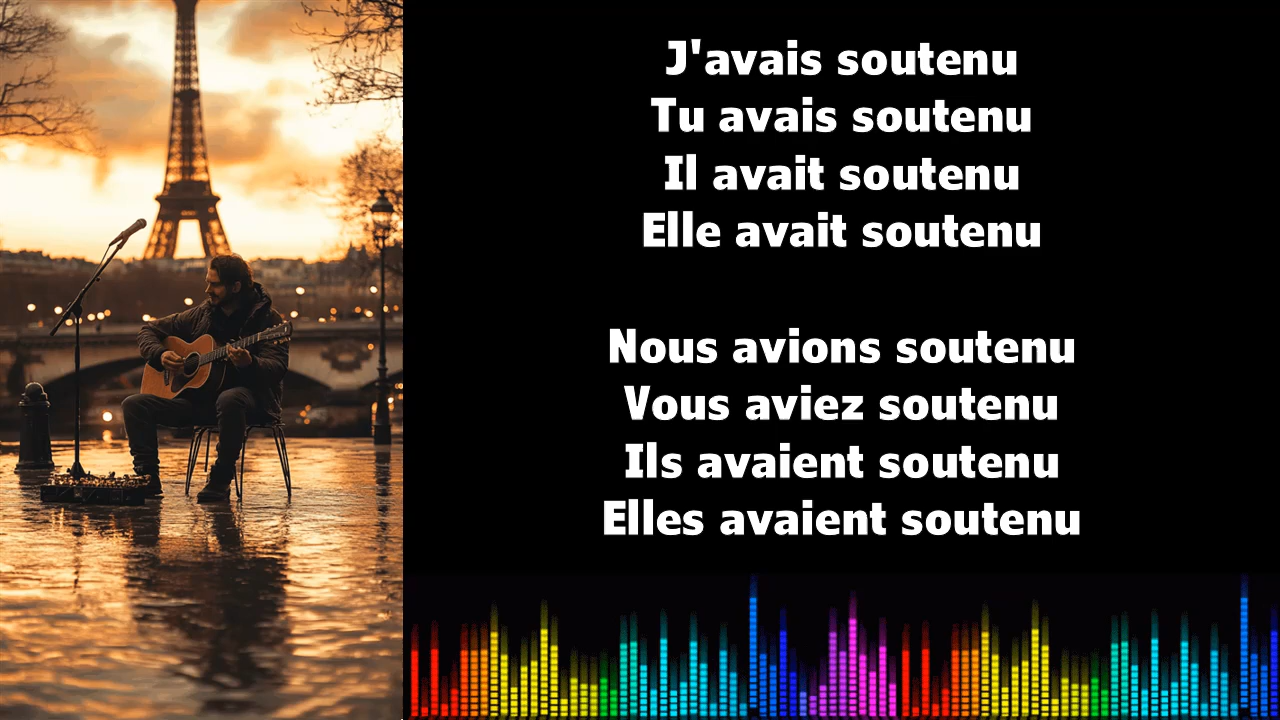 J'avais soutenu
Tu avais soutenu
Il avait soutenu
Elle avait soutenu
Nous avions soutenu
Vous aviez soutenu
Ils avaient soutenu
Elles avaient soutenu